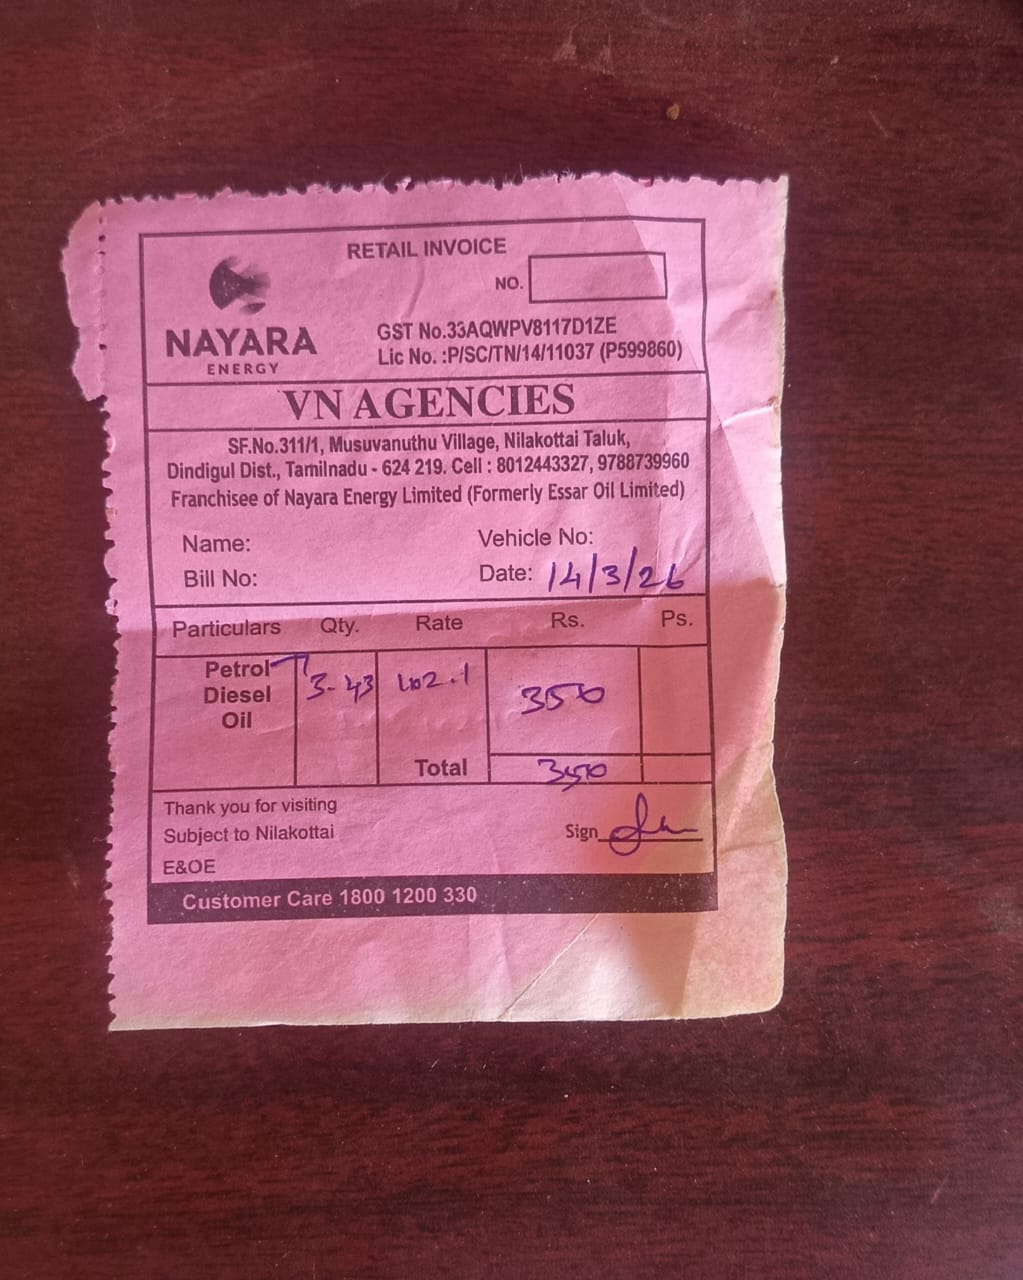 RETAIL INVOICE
NO.
NAYARA
ENERGY
GST No.33AQWPV8117D1ZE
Lic No. :P/SC/TN/14/11037 (P599860)
VN AGENCIES
SF.No.311/1, Musuvanuthu Village, Nilakottai Taluk,
Dindigul Dist., Tamilnadu - 624 219. Cell : 8012443327, 9788739960
Franchisee of Nayara Energy Limited (Formerly Essar Oil Limited)
Name: Vehicle No:
Bill No: Date: 14/3/26
Particulars Qty. Rate Rs. Ps.
Petrol 3-43 102.1 350
Diesel
Oil
Total 350
Thank you for visiting
Subject to Nilakottai Sign
E&OE
Customer Care 1800 1200 330